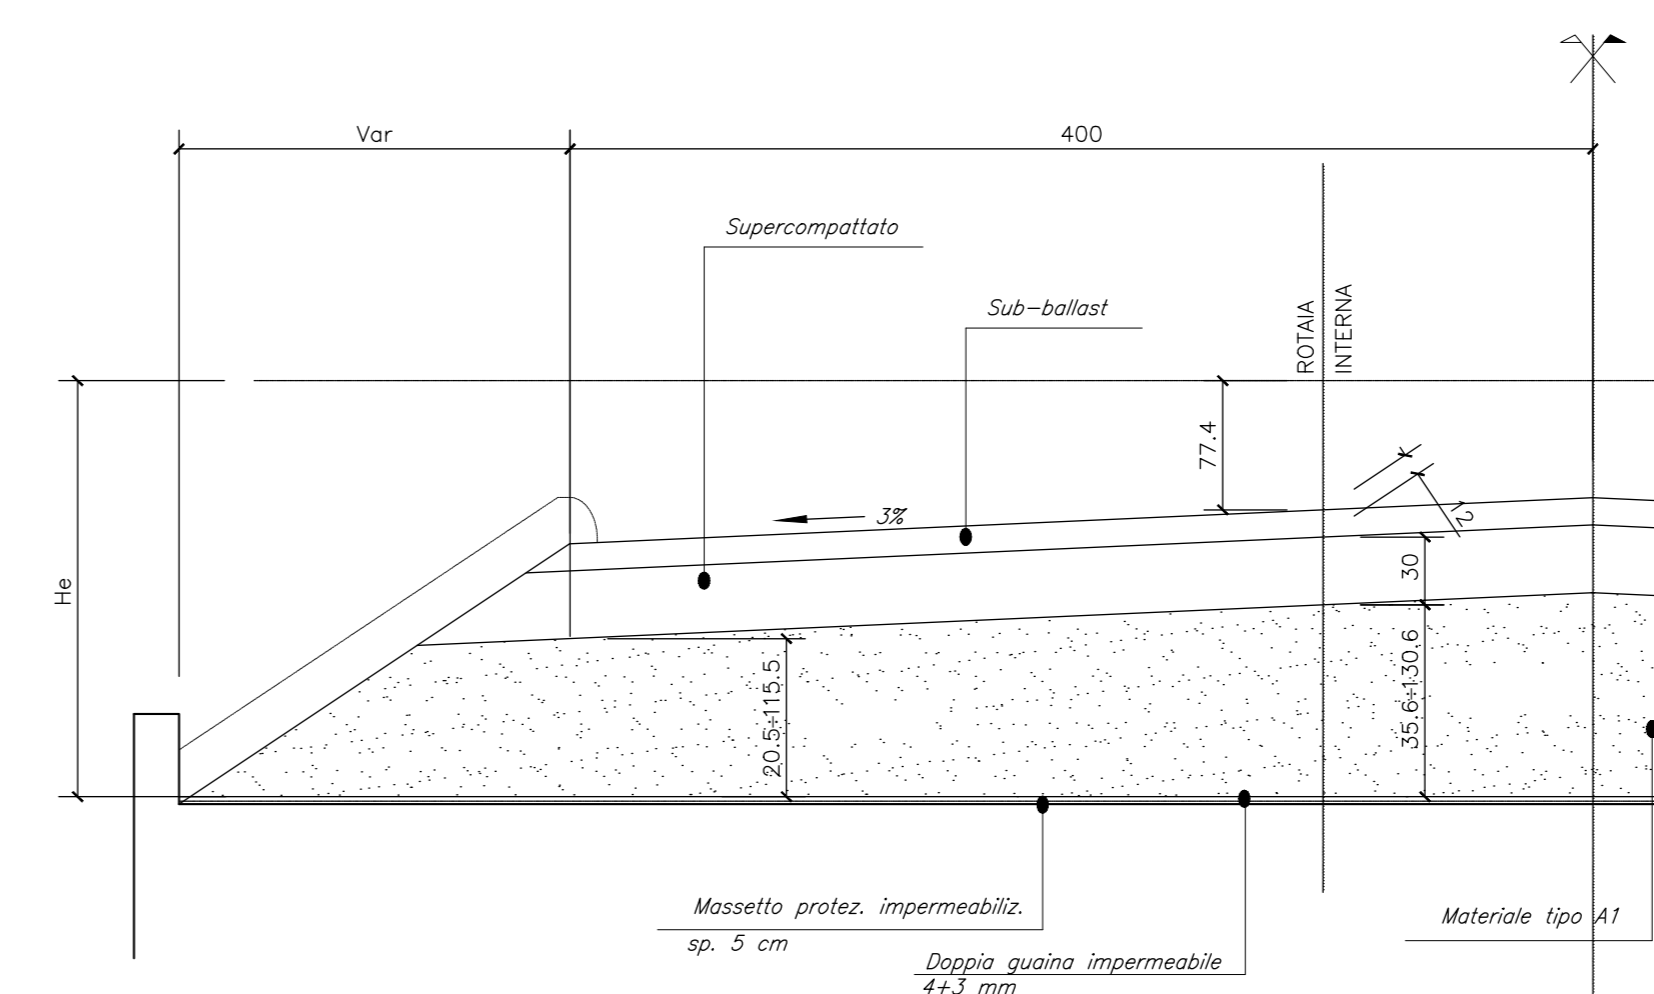 Var
400
Supercompattato
Sub-ballast
ROTAIA
INTERNA
77.4
3%
12
He
30
20.5÷115.5
35.6÷130.6
Massetto protez. impermeabiliz.
sp. 5 cm
Materiale tipo A1
Doppia guaina impermeabile
4+3 mm